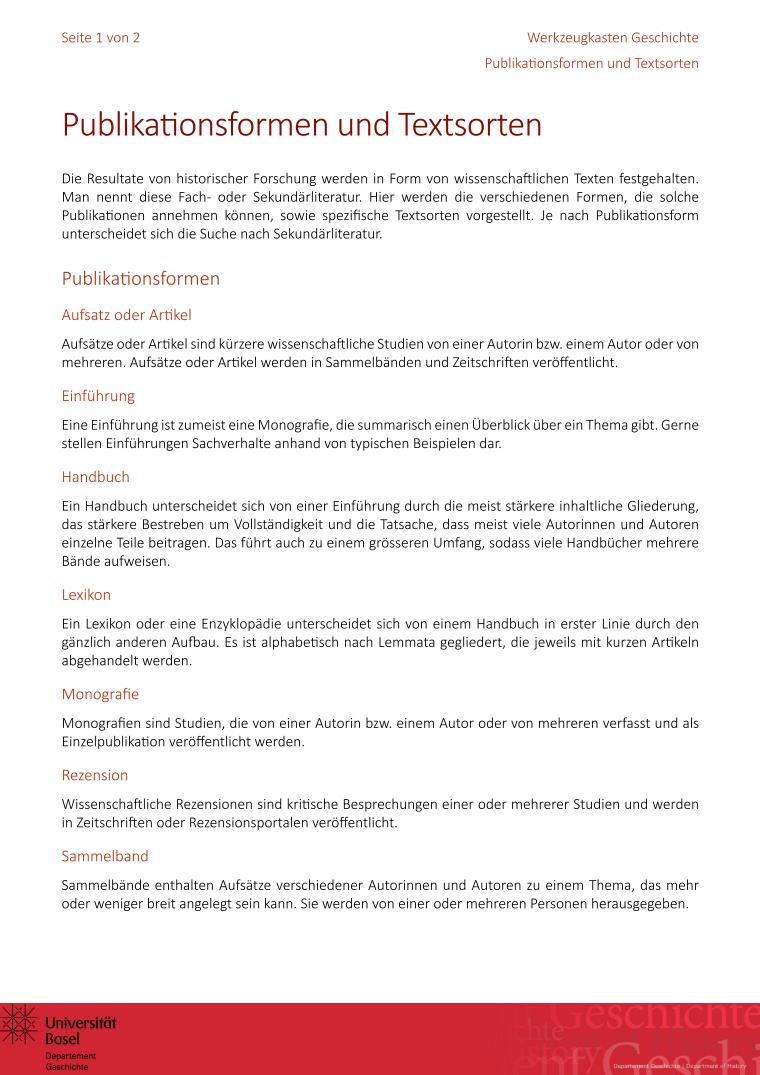 Seite 1 von 2
Werkzeugkasten Geschichte
Publikationsformen und Textsorten
Publikationsformen und Textsorten
Die Resultate von historischer Forschung werden in Form von wissenschaftlichen Texten festgehalten.
Man nennt diese Fach- oder Sekundärliteratur. Hier werden die verschiedenen Formen, die solche
Publikationen annehmen können, sowie spezifische Textsorten vorgestellt. Je nach Publikationsform
unterscheidet sich die Suche nach Sekundärliteratur.
Publikationsformen
Aufsatz oder Artikel
Aufsätze oder Artikel sind kürzere wissenschaftliche Studien von einer Autorin bzw. einem Autor oder von
mehreren. Aufsätze oder Artikel werden in Sammelbänden und Zeitschriften veröffentlicht.
Einführung
Eine Einführung ist zumeist eine Monografie, die summarisch einen Überblick über ein Thema gibt. Gerne
stellen Einführungen Sachverhalte anhand von typischen Beispielen dar.
Handbuch
Ein Handbuch unterscheidet sich von einer Einführung durch die meist stärkere inhaltliche Gliederung,
das stärkere Bestreben um Vollständigkeit und die Tatsache, dass meist viele Autorinnen und Autoren
einzelne Teile beitragen. Das führt auch zu einem grösseren Umfang, sodass viele Handbücher mehrere
Bände aufweisen.
Lexikon
Ein Lexikon oder eine Enzyklopädie unterscheidet sich von einem Handbuch in erster Linie durch den
gänzlich anderen Aufbau. Es ist alphabetisch nach Lemmata gegliedert, die jeweils mit kurzen Artikeln
abgehandelt werden.
Monografie
Monografien sind Studien, die von einer Autorin bzw. einem Autor oder von mehreren verfasst und als
Einzelpublikation veröffentlicht werden.
Rezension
Wissenschaftliche Rezensionen sind kritische Besprechungen einer oder mehrerer Studien und werden
in Zeitschriften oder Rezensionsportalen veröffentlicht.
Sammelband
Sammelbände enthalten Aufsätze verschiedener Autorinnen und Autoren zu einem Thema, das mehr
oder weniger breit angelegt sein kann. Sie werden von einer oder mehreren Personen herausgegeben.
Universität
Basel
Departement
Geschichte
Geschichte
Departement Geschichte | Department of History